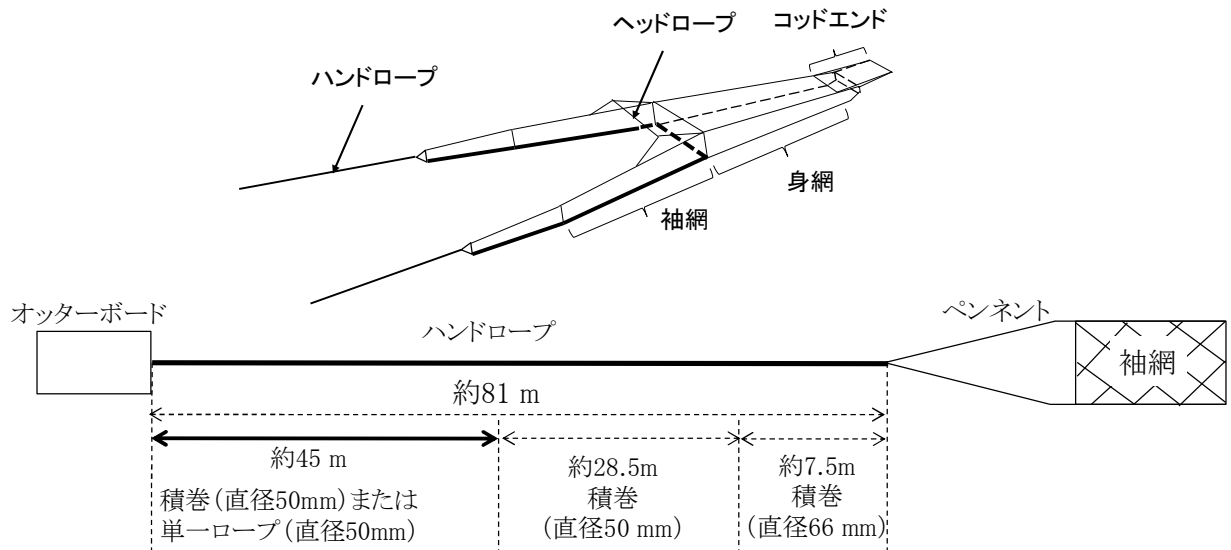 コッドエンド
ヘッドロープ
ハンドロープ
身網
袖網
オッターボード
ハンドロープ
ペンネント
袖網
約81 m
約45 m
積巻（直径50mm）または
単一ロープ（直径50mm）
約28.5m
積巻
（直径50 mm）
約7.5m
積巻
（直径66 mm）